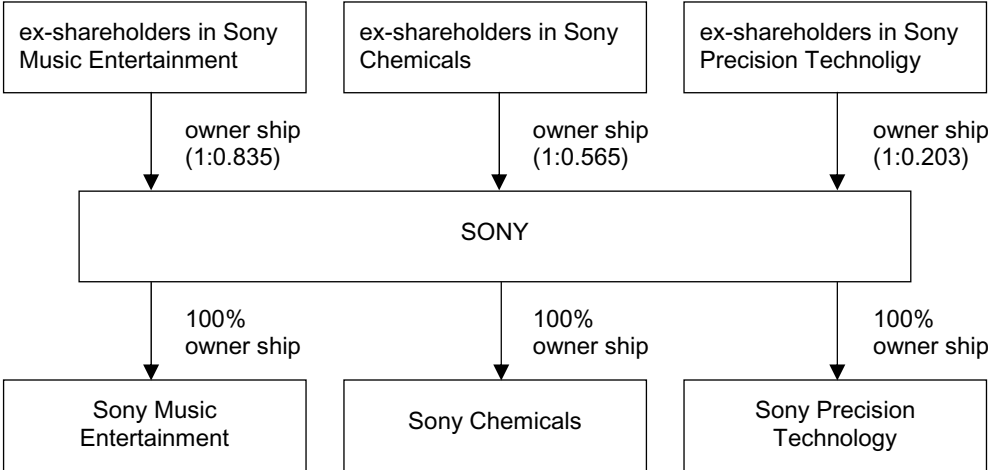 ex-shareholders in Sony
Music Entertainment
ex-shareholders in Sony
Chemicals
ex-shareholders in Sony
Precision Technoligy
owner ship
(1:0.835)
owner ship
(1:0.565)
owner ship
(1:0.203)
SONY
100%
owner ship
100%
owner ship
100%
owner ship
Sony Music
Entertainment
Sony Chemicals
Sony Precision
Technology